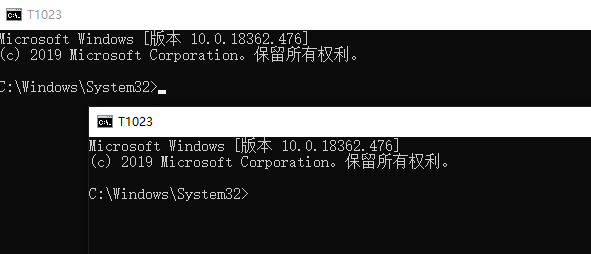 T1023
Microsoft Windows [版本 10.0.18362.476]
(c) 2019 Microsoft Corporation。保留所有权利。
C:\Windows\System32>
T1023
Microsoft Windows [版本 10.0.18362.476]
(c) 2019 Microsoft Corporation。保留所有权利。
C:\Windows\System32>